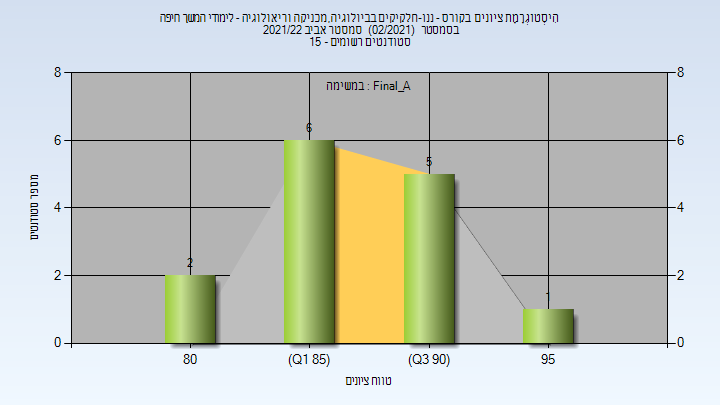 הִיסְטוֹגְרָמַת ציונים בקורס - ננו-חלקיקים בביולוגיה,מכניקה וריאולוגיה - לימודי המשך חיפה
בסמסטר (02/2021) סמסטר אביב 2021/22
סטודנטים רשומים - 15
במשימה : Final_A
8 8
6 6
4 4
2 2
0 0
2 6 5 1
80 (Q1 85) (Q3 90) 95
מספר סטודנטים
טווח ציונים